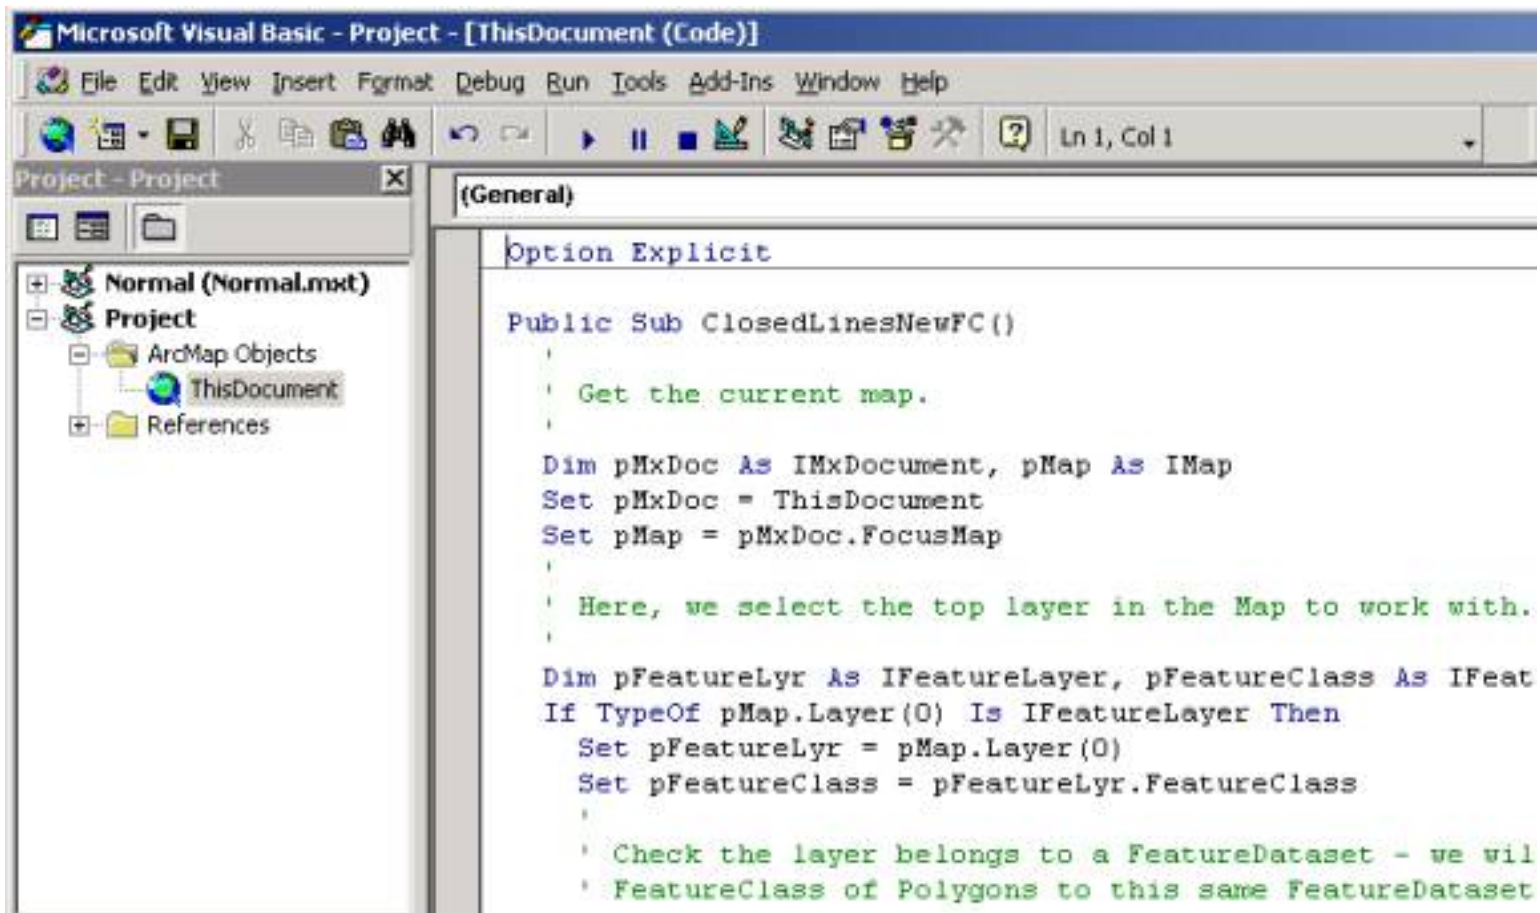 Microsoft Visual Basic - Project - [ThisDocument (Code)]
File Edit View Insert Format Debug Run Tools Add-Ins Window Help
Ln 1, Col 1
Project - Project
(General)
Normal (Normal.mxt)
Project
ArcMap Objects
ThisDocument
References
Option Explicit
Public Sub ClosedLinesNewFC()
'
' Get the current map.
'
Dim pMxDoc As IMxDocument, pMap As IMap
Set pMxDoc = ThisDocument
Set pMap = pMxDoc.FocusMap
'
' Here, we select the top layer in the Map to work with.
'
Dim pFeatureLyr As IFeatureLayer, pFeatureClass As IFeat
If TypeOf pMap.Layer(0) Is IFeatureLayer Then
Set pFeatureLyr = pMap.Layer(0)
Set pFeatureClass = pFeatureLyr.FeatureClass
'
' Check the layer belongs to a FeatureDataset - we wil
' FeatureClass of Polygons to this same FeatureDataset